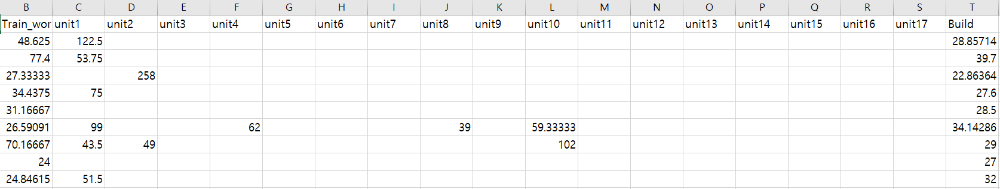 B C D E F G H I J K L M N O P Q R S T
Train_wor unit1 unit2 unit3 unit4 unit5 unit6 unit7 unit8 unit9 unit10 unit11 unit12 unit13 unit14 unit15 unit16 unit17 Build
48.625 122.5 28.85714
77.4 53.75 39.7
27.33333 258 22.86364
34.4375 75 27.6
31.16667 28.5
26.59091 99 62 39 59.33333 34.14286
70.16667 43.5 49 102 29
24 27
24.84615 51.5 32